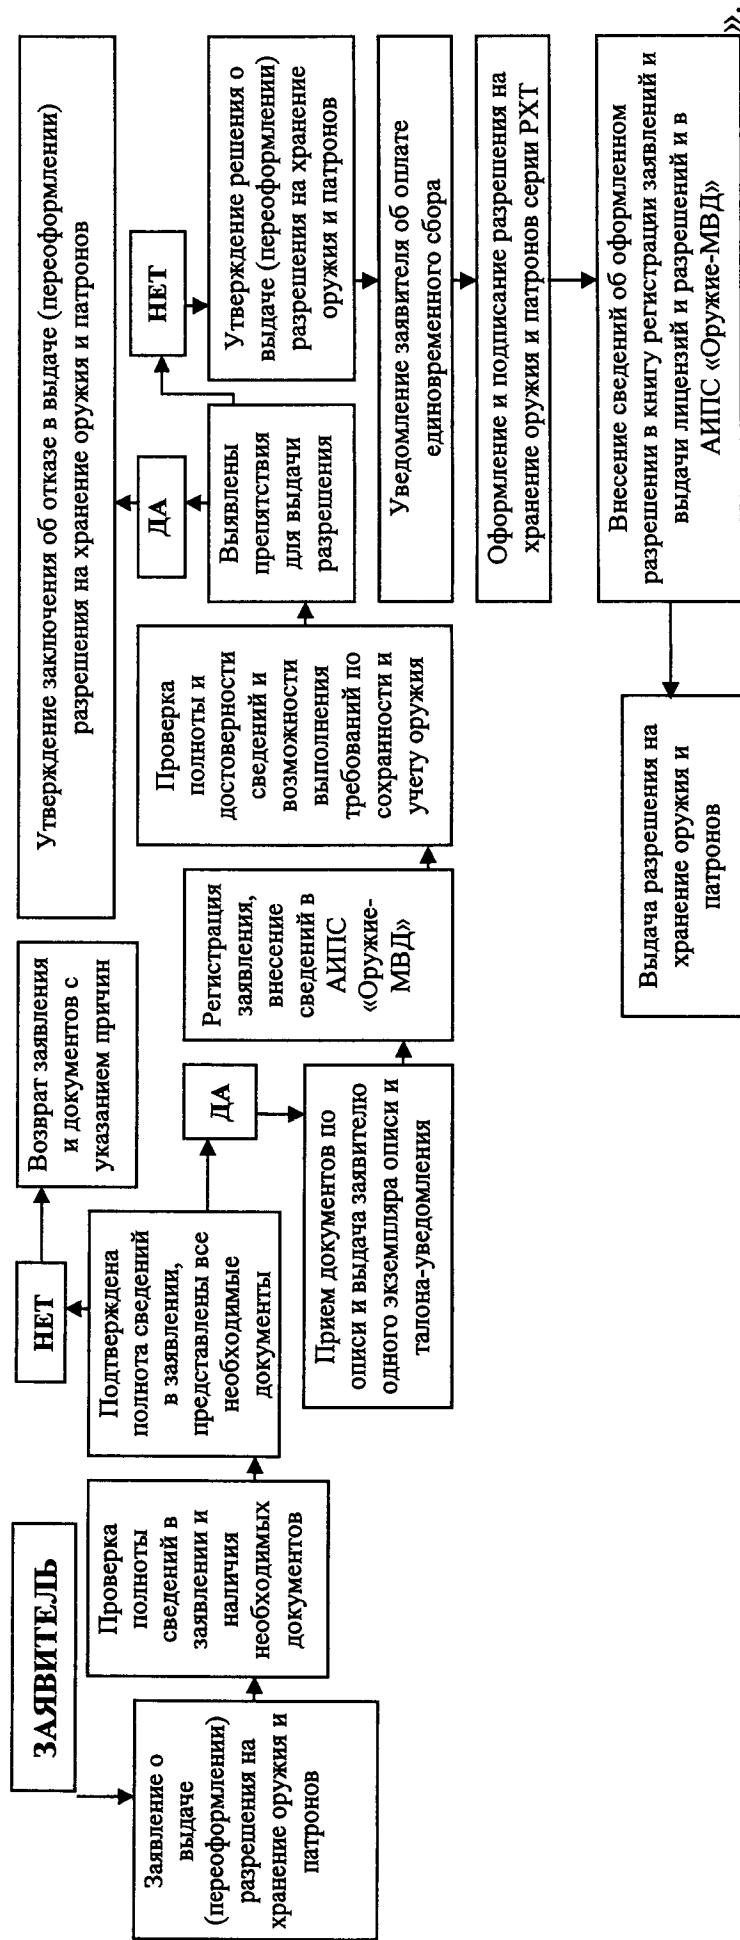 ЗАЯВИТЕЛЬ
Заявление о
выдаче
(переоформлении)
разрешения на
хранение оружия и
патронов
Проверка
полноты
сведений в
заявлении и
наличия
необходимых
документов
Подтверждена
полнота сведений
в заявлении,
представлены все
необходимые
документы
НЕТ
Возврат заявления
и документов с
указанием причин
ДА
Прием документов по
описи и выдача заявителю
одного экземпляра описи и
талона-уведомления
Регистрация
заявления,
внесение
сведений в
АИПС
«Оружие-
МВД»
Проверка
полноты и
достоверности
сведений и
возможности
выполнения
требований по
сохранности и
учету оружия
Выявлены
препятствия
для выдачи
разрешения
ДА
Утверждение заключения об отказе в выдаче (переоформлении)
разрешения на хранение оружия и патронов
НЕТ
Утверждение решения о
выдаче (переоформлении)
разрешения на хранение
оружия и патронов
Уведомление заявителя об оплате
единовременного сбора
Оформление и подписание разрешения на
хранение оружия и патронов серии РХТ
Внесение сведений об оформленном
разрешении в книгу регистрации заявлений и
выдачи лицензий и разрешений и в
АИПС «Оружие-МВД»
Выдача разрешения на
хранение оружия и
патронов
».